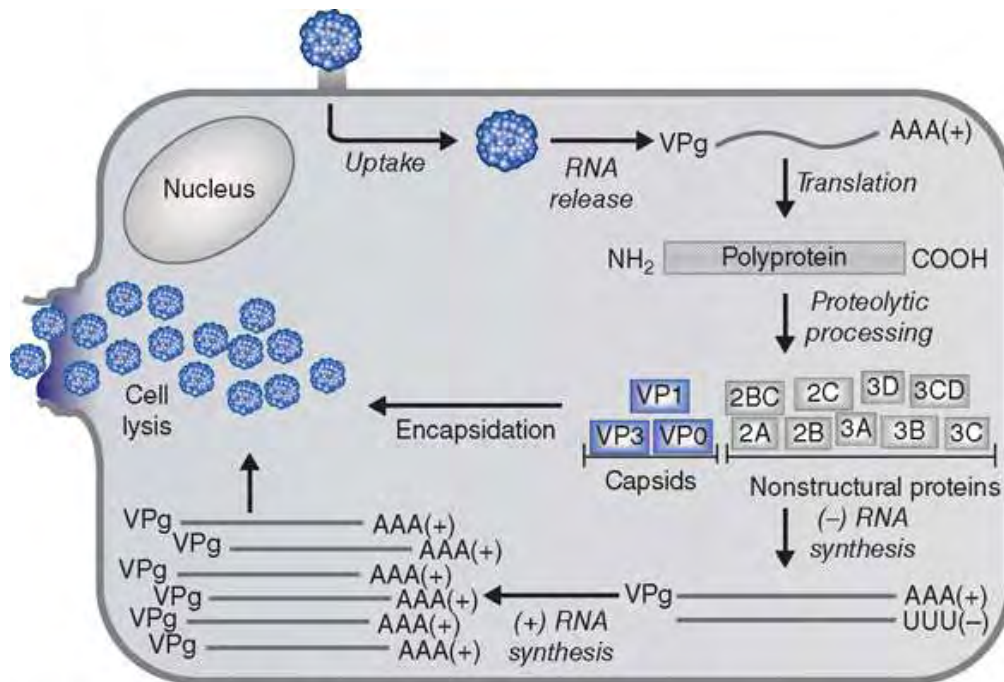 Uptake
RNA
release
VPg
AAA(+)
Nucleus
Translation
NH₂
Polyprotein
COOH
Proteolytic
processing
Cell
lysis
Encapsidation
VP1
VP3
VP0
Capsids
2BC
2C
3D
3CD
2A
2B
3A
3B
3C
Nonstructural proteins
(–) RNA
synthesis
VPg
AAA(+)
UUU(–)
(+) RNA
synthesis
VPg
AAA(+)
VPg
AAA(+)
VPg
AAA(+)
VPg
AAA(+)
VPg
AAA(+)
VPg
AAA(+)